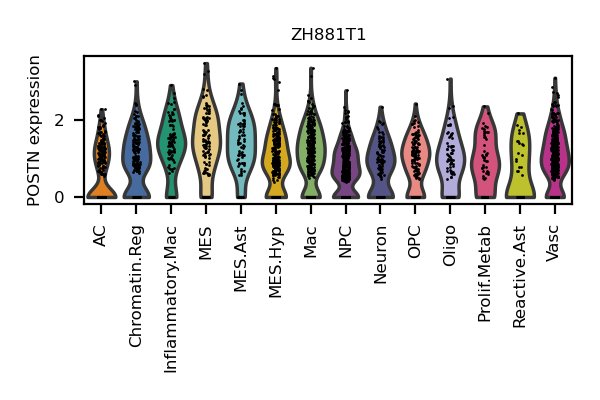 ZH881T1
POSTN expression
2
0
AC
Chromatin.Reg
Inflammatory.Mac
MES
MES.Ast
MES.Hyp
Mac
NPC
Neuron
OPC
Oligo
Prolif.Metab
Reactive.Ast
Vasc